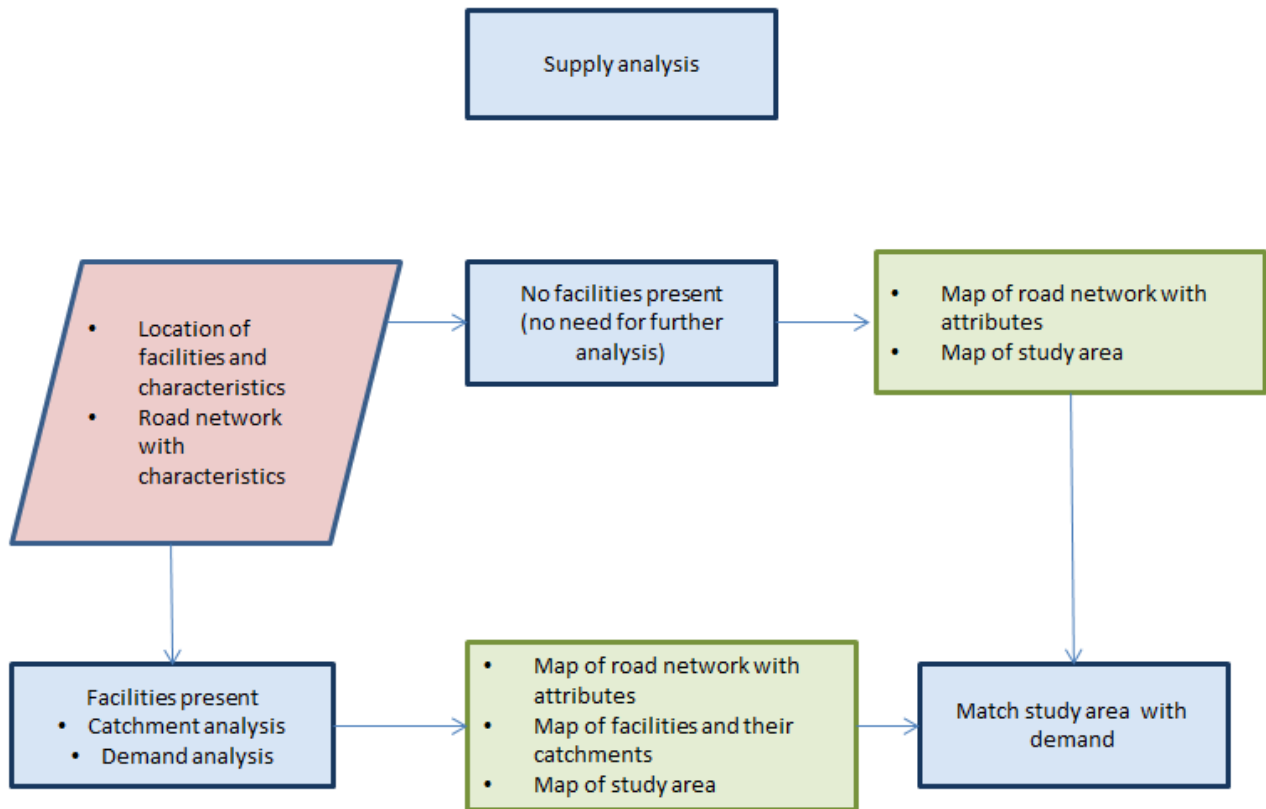 Supply analysis
• Location of
facilities and
characteristics
• Road network
with
characteristics
No facilities present
(no need for further
analysis)
• Map of road network with
attributes
• Map of study area
Facilities present
• Catchment analysis
• Demand analysis
• Map of road network with
attributes
• Map of facilities and their
catchments
• Map of study area
Match study area with
demand